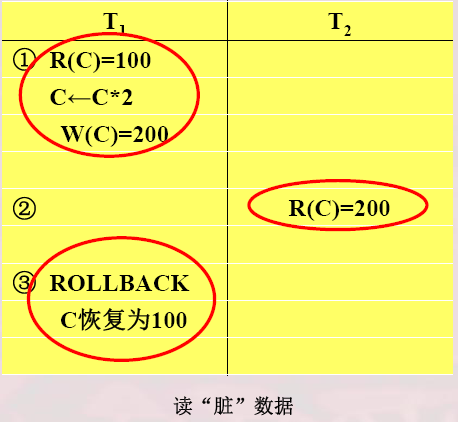 T1 T2
① R(C)=100
C←C*2
W(C)=200
② R(C)=200
③ ROLLBACK
C恢复为100
读“脏”数据